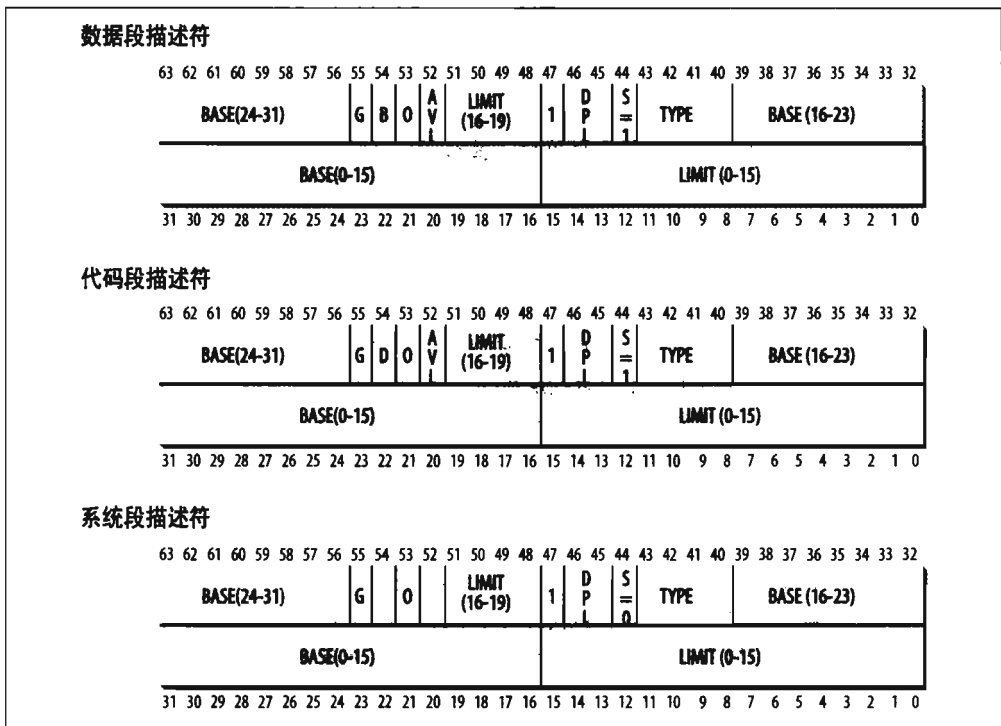 数据段描述符
63 62 61 60 59 58 57 56 55 54 53 52 51 50 49 48 47 46 45 44 43 42 41 40 39 38 37 36 35 34 33 32
BASE(24-31) G B 0 AVL LIMIT (16-19) 1 DPL S=1 TYPE BASE (16-23)
BASE(0-15) LIMIT (0-15)
31 30 29 28 27 26 25 24 23 22 21 20 19 18 17 16 15 14 13 12 11 10 9 8 7 6 5 4 3 2 1 0
代码段描述符
63 62 61 60 59 58 57 56 55 54 53 52 51 50 49 48 47 46 45 44 43 42 41 40 39 38 37 36 35 34 33 32
BASE(24-31) G D 0 AVL LIMIT (16-19) 1 DPL S=1 TYPE BASE (16-23)
BASE(0-15) LIMIT (0-15)
31 30 29 28 27 26 25 24 23 22 21 20 19 18 17 16 15 14 13 12 11 10 9 8 7 6 5 4 3 2 1 0
系统段描述符
63 62 61 60 59 58 57 56 55 54 53 52 51 50 49 48 47 46 45 44 43 42 41 40 39 38 37 36 35 34 33 32
BASE(24-31) G 0 LIMIT (16-19) 1 DPL S=0 TYPE BASE (16-23)
BASE(0-15) LIMIT (0-15)
31 30 29 28 27 26 25 24 23 22 21 20 19 18 17 16 15 14 13 12 11 10 9 8 7 6 5 4 3 2 1 0